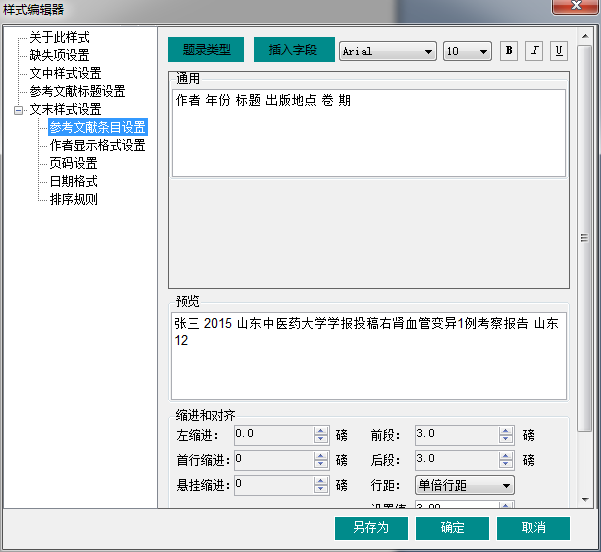 样式编辑器
关于此样式
缺失项设置
文中样式设置
参考文献标题设置
文末样式设置
参考文献条目设置
作者显示格式设置
页码设置
日期格式
排序规则
题录类型 插入字段 Arial 10 B I U
通用
作者 年份 标题 出版地点 卷 期
预览
张三 2015 山东中医药大学学报投稿右肾血管变异1例考察报告 山东
12
缩进和对齐
左缩进： 0.0 磅 前段： 3.0 磅
首行缩进： 0 磅 后段： 3.0 磅
悬挂缩进： 0 磅 行距： 单倍行距
另存为 确定 取消